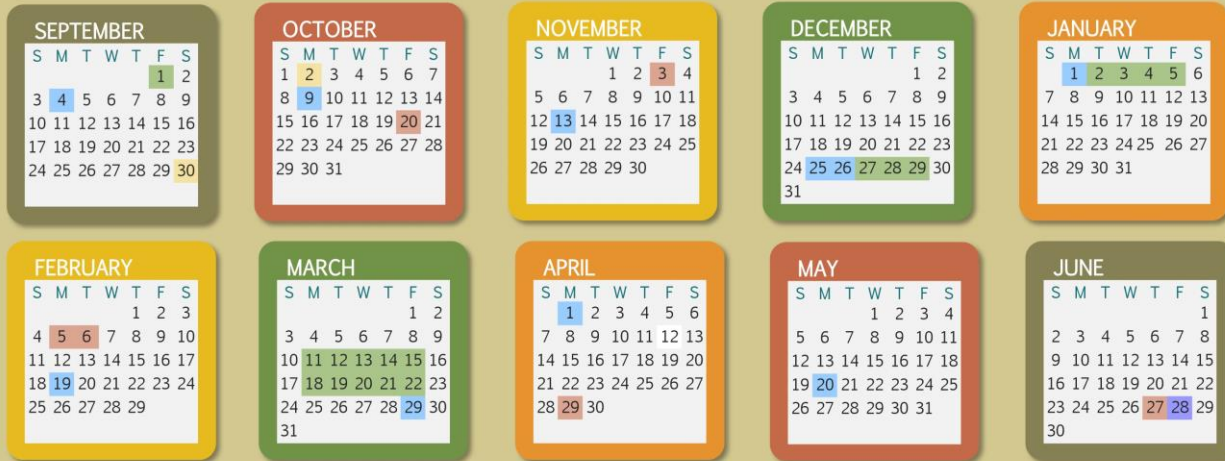 SEPTEMBER
S M T W T F S
1 2
3 4 5 6 7 8 9
10 11 12 13 14 15 16
17 18 19 20 21 22 23
24 25 26 27 28 29 30
OCTOBER
S M T W T F S
1 2 3 4 5 6 7
8 9 10 11 12 13 14
15 16 17 18 19 20 21
22 23 24 25 26 27 28
29 30 31
NOVEMBER
S M T W T F S
1 2 3 4
5 6 7 8 9 10 11
12 13 14 15 16 17 18
19 20 21 22 23 24 25
26 27 28 29 30
DECEMBER
S M T W T F S
1 2
3 4 5 6 7 8 9
10 11 12 13 14 15 16
17 18 19 20 21 22 23
24 25 26 27 28 29 30
31
JANUARY
S M T W T F S
1 2 3 4 5 6
7 8 9 10 11 12 13
14 15 16 17 18 19 20
21 22 23 24 25 26 27
28 29 30 31
FEBRUARY
S M T W T F S
1 2 3
4 5 6 7 8 9 10
11 12 13 14 15 16 17
18 19 20 21 22 23 24
25 26 27 28 29
MARCH
S M T W T F S
1 2
3 4 5 6 7 8 9
10 11 12 13 14 15 16
17 18 19 20 21 22 23
24 25 26 27 28 29 30
31
APRIL
S M T W T F S
1 2 3 4 5 6
7 8 9 10 11 12 13
14 15 16 17 18 19 20
21 22 23 24 25 26 27
28 29 30
MAY
S M T W T F S
1 2 3 4
5 6 7 8 9 10 11
12 13 14 15 16 17 18
19 20 21 22 23 24 25
26 27 28 29 30 31
JUNE
S M T W T F S
1
2 3 4 5 6 7 8
9 10 11 12 13 14 15
16 17 18 19 20 21 22
23 24 25 26 27 28 29
30